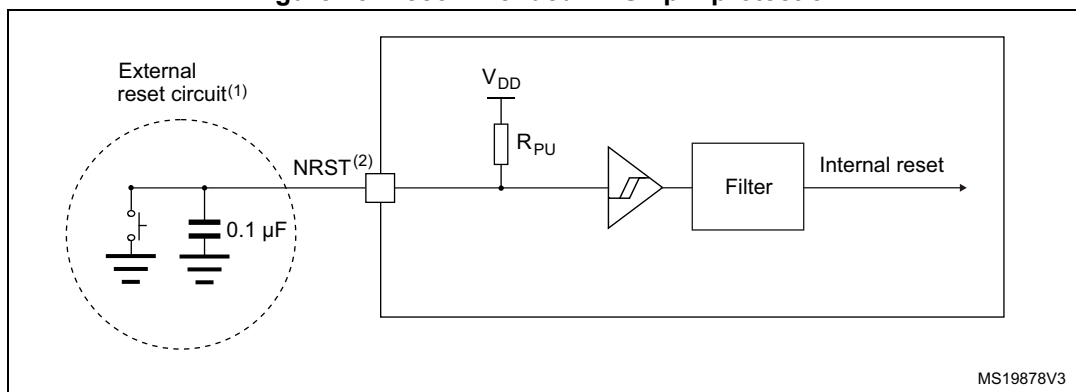 External
reset circuit(1)
VDD
RPU
NRST(2)
0.1 μF
Filter
Internal reset
MS19878V3